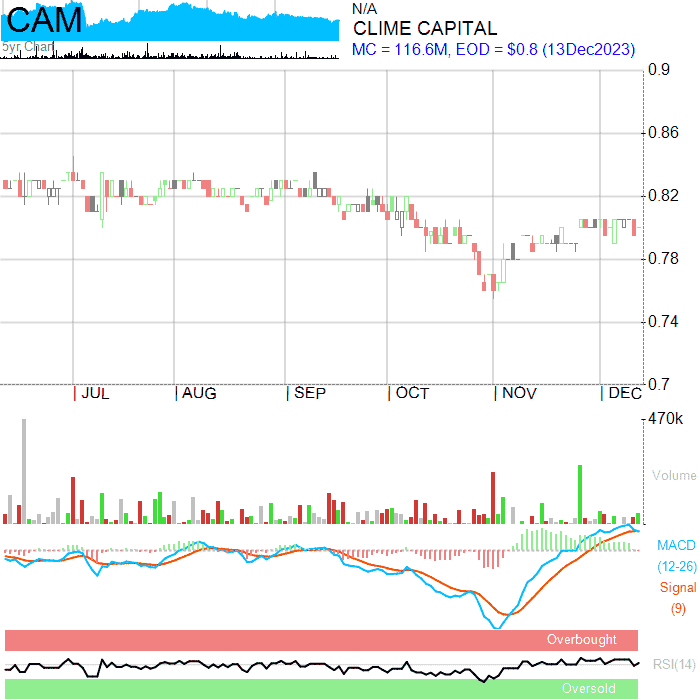 CAM
5yr Chart
N/A
CLIME CAPITAL
MC = 116.6M, EOD = $0.8 (13Dec2023)
0.9
0.86
0.82
0.78
0.74
0.7
JUL AUG SEP OCT NOV DEC
470k
Volume
MACD
(12-26)
Signal
(9)
Overbought
RSI(14)
Oversold